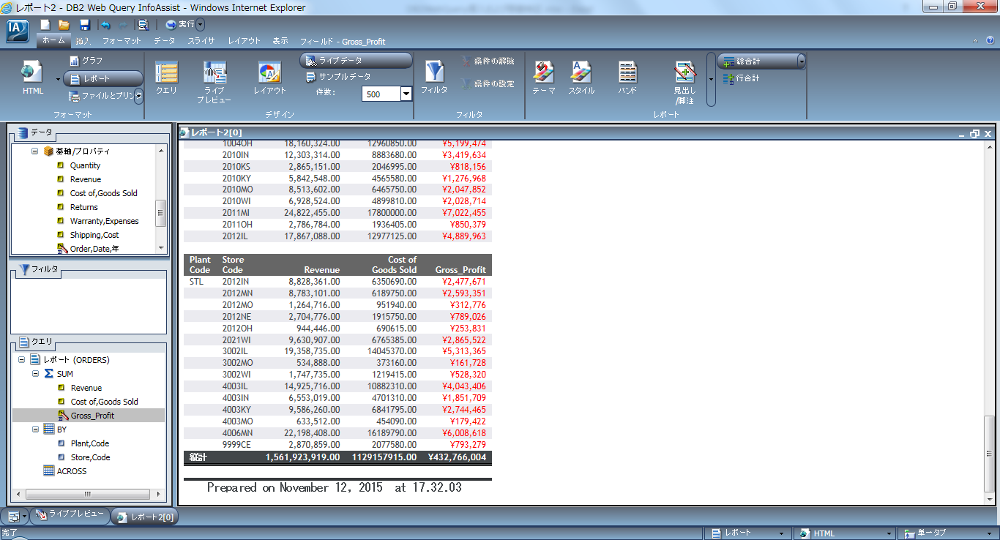 レポート2 - DB2 Web Query InfoAssist - Windows Internet Explorer
IA
実行
ホーム 挿入 フォーマット データ スライサ レイアウト 表示 フィールド - Gross_Profit
HTML
グラフ
レポート
ファイルとプリン
フォーマット
クエリ
ライブ
プレビュー
レイアウト
ライブデータ
サンプルデータ
件数: 500
デザイン
フィルタ
条件の解除
条件の設定
フィルタ
テーマ
スタイル
バンド
見出し
/脚注
総合計
行合計
レポート
データ
基軸/プロパティ
Quantity
Revenue
Cost of,Goods Sold
Returns
Warranty,Expenses
Shipping,Cost
Order,Date,年
フィルタ
クエリ
レポート (ORDERS)
SUM
Revenue
Cost of,Goods Sold
Gross_Profit
BY
Plant,Code
Store,Code
ACROSS
レポート2[0]
1004OH 18,160,324.00 12960850.00 ¥5,199,474
2010IN 12,303,314.00 8883680.00 ¥3,419,634
2010KS 2,865,151.00 2046995.00 ¥818,156
2010KY 5,842,548.00 4565580.00 ¥1,276,968
2010MO 8,513,602.00 6465750.00 ¥2,047,852
2010WI 6,928,524.00 4899810.00 ¥2,028,714
2011MI 24,822,455.00 17800000.00 ¥7,022,455
2011OH 2,786,784.00 1936405.00 ¥850,379
2012IL 17,867,088.00 12977125.00 ¥4,889,963
Plant Store Cost of
Code Code Revenue Goods Sold Gross_Profit
STL 2012IN 8,828,361.00 6350690.00 ¥2,477,671
2012MN 8,783,101.00 6189750.00 ¥2,593,351
2012MO 1,264,716.00 951940.00 ¥312,776
2012NE 2,704,776.00 1915750.00 ¥789,026
2012OH 944,446.00 690615.00 ¥253,831
2021WI 9,630,907.00 6765385.00 ¥2,865,522
3002IL 19,358,735.00 14045370.00 ¥5,313,365
3002MO 534,888.00 373160.00 ¥161,728
3002WI 1,747,735.00 1219415.00 ¥528,320
4003IL 14,925,716.00 10882310.00 ¥4,043,406
4003IN 6,553,019.00 4701310.00 ¥1,851,709
4003KY 9,586,260.00 6841795.00 ¥2,744,465
4003MO 633,512.00 454090.00 ¥179,422
4006MN 22,198,408.00 16189790.00 ¥6,008,618
9999CE 2,870,859.00 2077580.00 ¥793,279
総計 1,561,923,919.00 1129157915.00 ¥432,766,004
Prepared on November 12, 2015 at 17.32.03
ライブプレビュー
レポート2[0]
完了
レポート
HTML
単一タブ